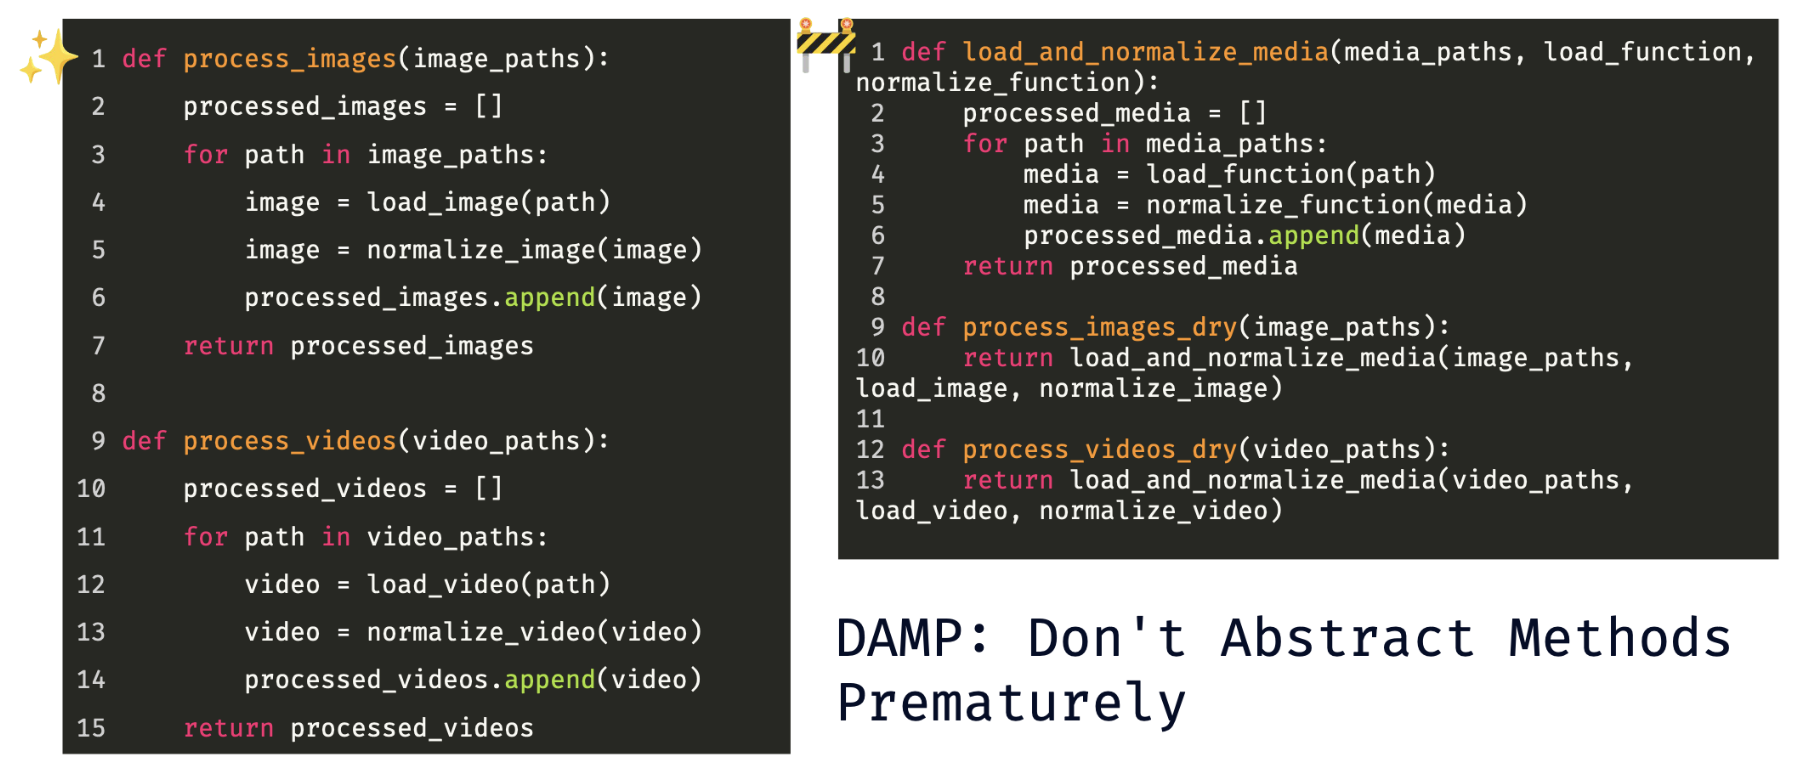 1 def process_images(image_paths):
2     processed_images = []
3     for path in image_paths:
4         image = load_image(path)
5         image = normalize_image(image)
6         processed_images.append(image)
7     return processed_images
8
9 def process_videos(video_paths):
10     processed_videos = []
11     for path in video_paths:
12         video = load_video(path)
13         video = normalize_video(video)
14         processed_videos.append(video)
15     return processed_videos
1 def load_and_normalize_media(media_paths, load_function,
normalize_function):
2     processed_media = []
3     for path in media_paths:
4         media = load_function(path)
5         media = normalize_function(media)
6         processed_media.append(media)
7     return processed_media
8
9 def process_images_dry(image_paths):
10     return load_and_normalize_media(image_paths,
load_image, normalize_image)
11
12 def process_videos_dry(video_paths):
13     return load_and_normalize_media(video_paths,
load_video, normalize_video)
DAMP: Don't Abstract Methods
Prematurely